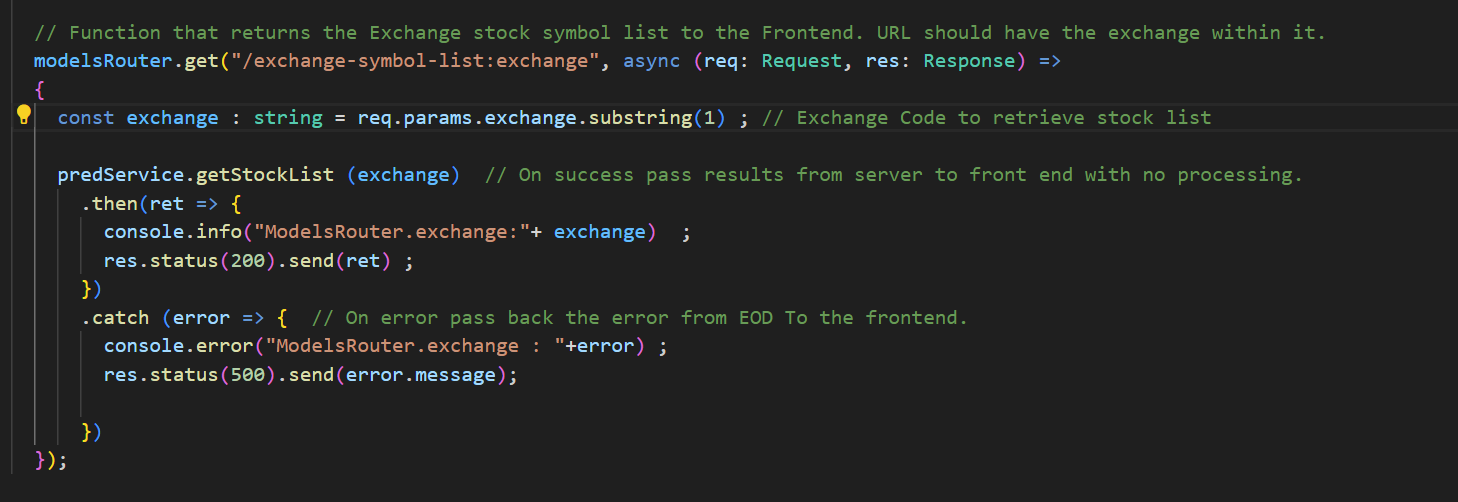 // Function that returns the Exchange stock symbol list to the Frontend. URL should have the exchange within it.
modelsRouter.get("/exchange-symbol-list:exchange", async (req: Request, res: Response) =>
{
const exchange : string = req.params.exchange.substring(1) ; // Exchange Code to retrieve stock list
predService.getStockList (exchange)  // On success pass results from server to front end with no processing.
.then(ret => {
console.info("ModelsRouter.exchange:"+ exchange)  ;
res.status(200).send(ret) ;
})
.catch (error => {  // On error pass back the error from EOD To the frontend.
console.error("ModelsRouter.exchange : "+error) ;
res.status(500).send(error.message);
})
});